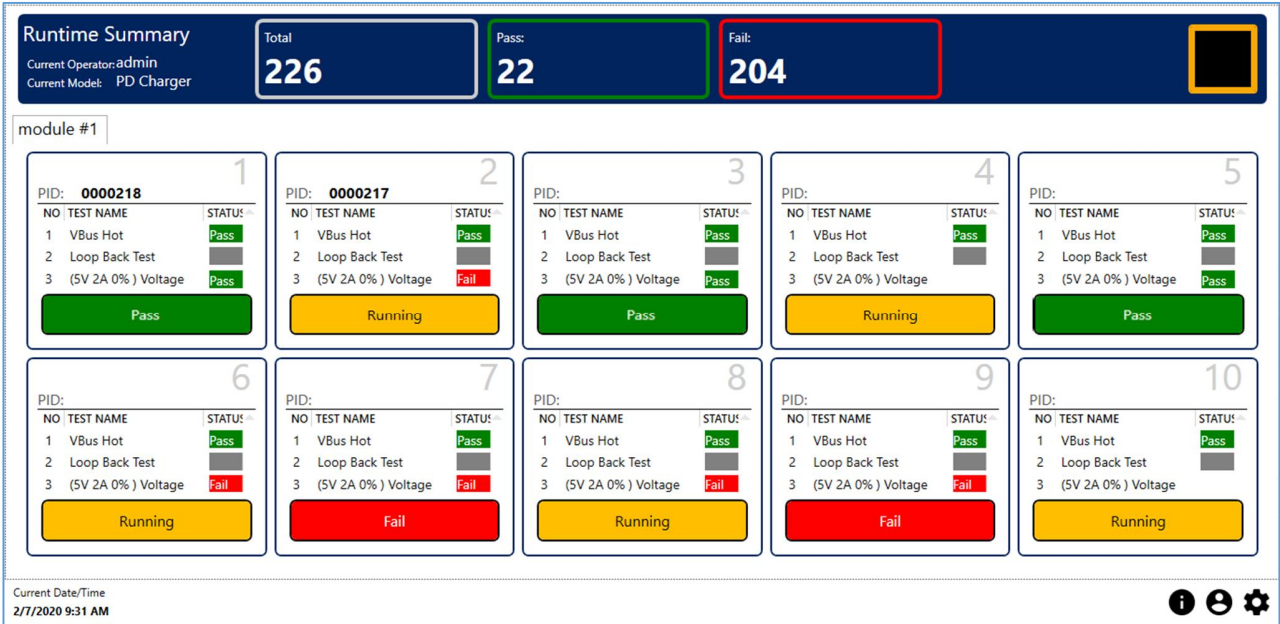 Runtime Summary
Current Operator: admin
Current Model: PD Charger
Total
226
Pass:
22
Fail:
204
module #1
1
PID: 0000218
NO TEST NAME STATUS
1 VBus Hot Pass
2 Loop Back Test
3 (5V 2A 0% ) Voltage Pass
Pass
2
PID: 0000217
NO TEST NAME STATUS
1 VBus Hot Pass
2 Loop Back Test
3 (5V 2A 0% ) Voltage Fail
Running
3
PID:
NO TEST NAME STATUS
1 VBus Hot Pass
2 Loop Back Test
3 (5V 2A 0% ) Voltage Pass
Pass
4
PID:
NO TEST NAME STATUS
1 VBus Hot Pass
2 Loop Back Test
3 (5V 2A 0% ) Voltage
Running
5
PID:
NO TEST NAME STATUS
1 VBus Hot Pass
2 Loop Back Test
3 (5V 2A 0% ) Voltage Pass
Pass
6
PID:
NO TEST NAME STATUS
1 VBus Hot Pass
2 Loop Back Test
3 (5V 2A 0% ) Voltage Fail
Running
7
PID:
NO TEST NAME STATUS
1 VBus Hot Pass
2 Loop Back Test
3 (5V 2A 0% ) Voltage Fail
Fail
8
PID:
NO TEST NAME STATUS
1 VBus Hot Pass
2 Loop Back Test
3 (5V 2A 0% ) Voltage Fail
Running
9
PID:
NO TEST NAME STATUS
1 VBus Hot Pass
2 Loop Back Test
3 (5V 2A 0% ) Voltage Fail
Fail
10
PID:
NO TEST NAME STATUS
1 VBus Hot Pass
2 Loop Back Test
3 (5V 2A 0% ) Voltage
Running
Current Date/Time
2/7/2020 9:31 AM